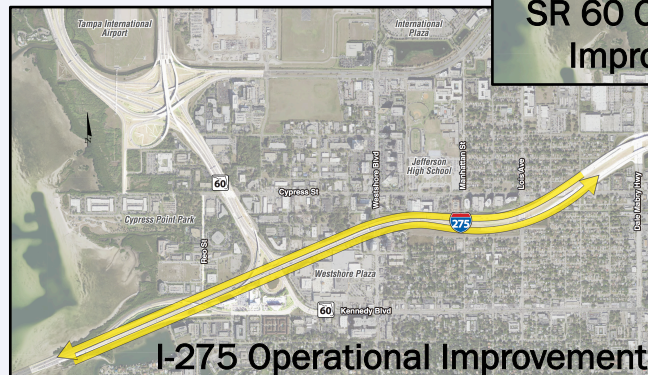 SR 60 
Impro
Tampa International
Airport
International
Plaza
Jefferson
High School
Manhattan St
Lois Ave
Westshore Blvd
Dale Mabry Hwy
60
Cypress St
275
Cypress Point Park
Reo St
Westshore Plaza
60
Kennedy Blvd
I-275 Operational Improvement